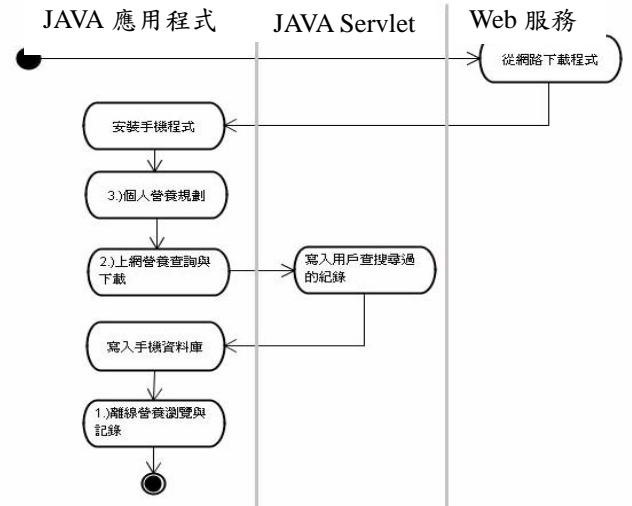 JAVA 應用程式
JAVA Servlet
Web 服務
從網路下載程式
安裝手機程式
3.)個人營養規劃
2.)上網營養查詢與
下載
寫入用戶查搜尋過
的紀錄
寫入手機資料庫
1.)離線營養瀏覽與
記錄